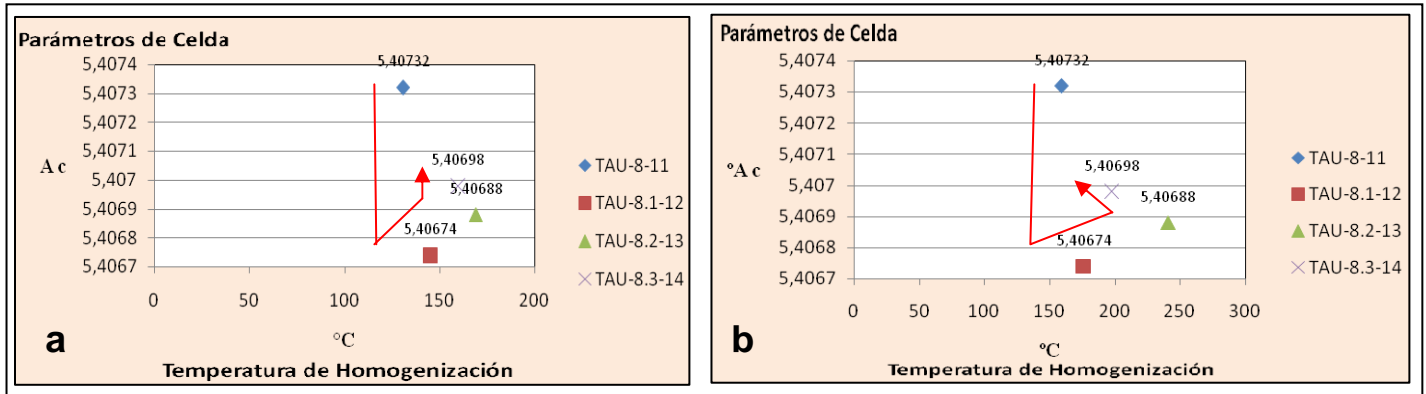 Parámetros de Celda
5,4074
5,4073
5,4072
5,4071
5,407
5,4069
5,4068
5,4067
A c
5,40732
5,40698
5,40688
5,40674
0 50 100 150 200
°C
Temperatura de Homogenización
a
TAU-8-11
TAU-8.1-12
TAU-8.2-13
TAU-8.3-14
Parámetros de Celda
5,4074
5,4073
5,4072
5,4071
5,407
5,4069
5,4068
5,4067
ºA c
5,40732
5,40698
5,40688
5,40674
0 50 100 150 200 250 300
ºC
Temperatura de Homogenización
b
TAU-8-11
TAU-8.1-12
TAU-8.2-13
TAU-8.3-14